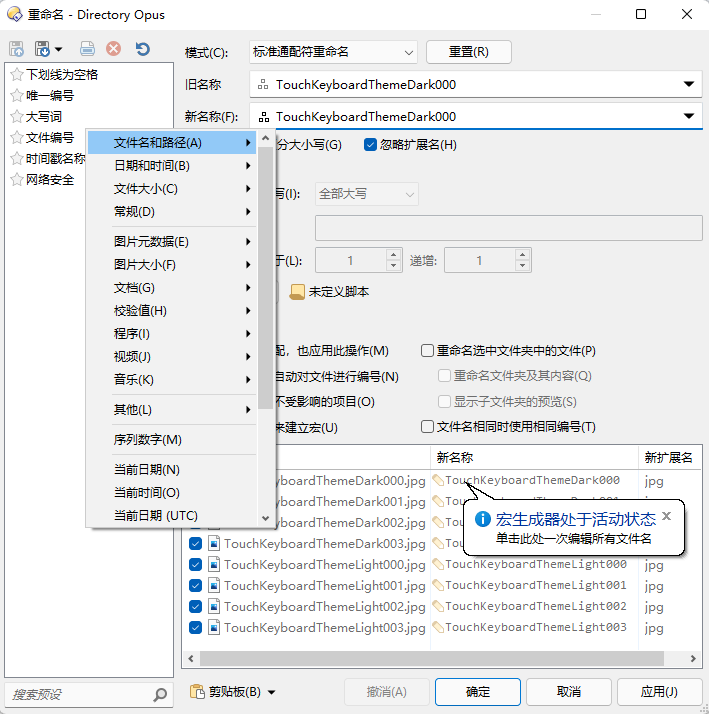 重命名 - Directory Opus
模式(C):
标准通配符重命名
重置(R)
下划线为空格
唯一编号
大写词
文件编号
时间戳名称
网络安全
旧名称
TouchKeyboardThemeDark000
新名称(F):
TouchKeyboardThemeDark000
分大小写(G)
忽略扩展名(H)
写(I):
全部大写
于(L):
1
递增:
1
未定义脚本
配，也应用此操作(M)
重命名选中文件夹中的文件(P)
自动对文件进行编号(N)
重命名文件夹及其内容(Q)
不受影响的项目(O)
显示子文件夹的预览(S)
来建立宏(U)
文件名相同时使用相同编号(T)
文件名和路径(A)
日期和时间(B)
文件大小(C)
常规(D)
图片元数据(E)
图片大小(F)
文档(G)
校验值(H)
程序(I)
视频(J)
音乐(K)
其他(L)
序列数字(M)
当前日期(N)
当前时间(O)
当前日期 (UTC)
新名称
新扩展名
eyboardThemeDark000.jpg
TouchKeyboardThemeDark000
jpg
eyboardThemeDark001.jpg
eyboardThemeDark002.jpg
TouchKeyboardThemeDark003.jpg
宏生成器处于活动状态
单击此处一次编辑所有文件名
TouchKeyboardThemeLight000.jpg
TouchKeyboardThemeLight000
jpg
TouchKeyboardThemeLight001.jpg
TouchKeyboardThemeLight001
jpg
TouchKeyboardThemeLight002.jpg
TouchKeyboardThemeLight002
jpg
TouchKeyboardThemeLight003.jpg
TouchKeyboardThemeLight003
jpg
搜索预设
剪贴板(B)
撤消(A)
确定
取消
应用(J)